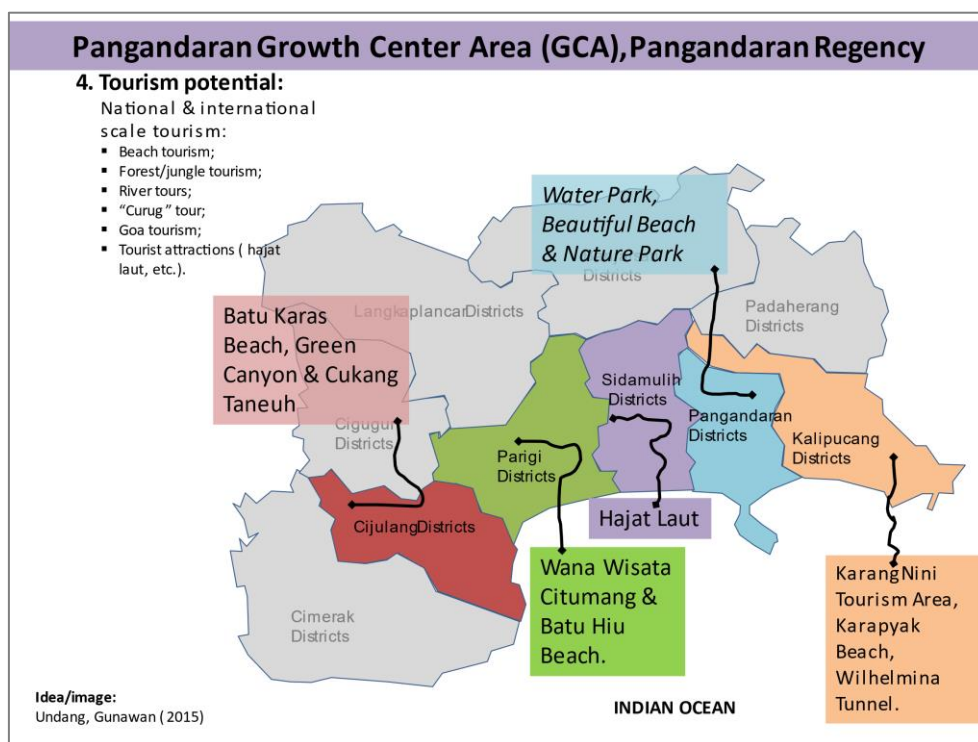 Pangandaran Growth Center Area (GCA), Pangandaran Regency
4. Tourism potential:
National & international
scale tourism:
▪ Beach tourism;
▪ Forest/jungle tourism;
▪ River tours;
▪ “Curug” tour;
▪ Goa tourism;
▪ Tourist attractions ( hajat
laut, etc.).
Water Park,
Beautiful Beach
& Nature Park
Districts
Padaherang
Districts
Langkaplancar Districts
Batu Karas
Beach, Green
Canyon & Cukang
Taneuh
Cigugur
Districts
Sidamulih
Districts
Pangandaran
Districts
Kalipucang
Districts
Parigi
Districts
Cijulang Districts
Hajat Laut
Wana Wisata
Citumang &
Batu Hiu
Beach.
Karang Nini
Tourism Area,
Karapyak
Beach,
Wilhelmina
Tunnel.
Cimerak
Districts
Idea/image:
Undang, Gunawan ( 2015)
INDIAN OCEAN